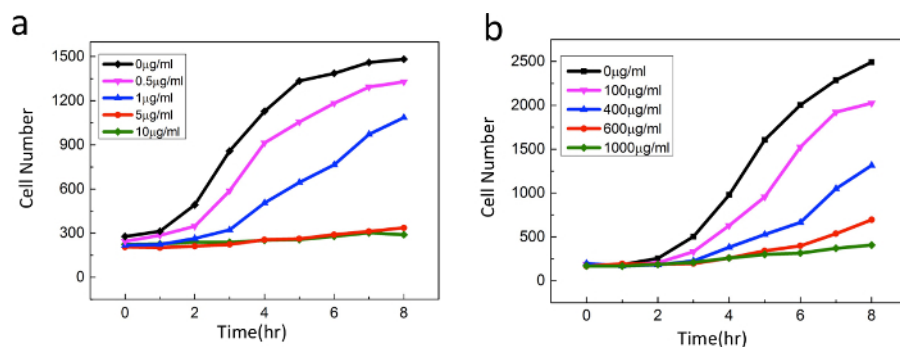 a
1500
1200
900
600
300
0
Cell Number
0μg/ml
0.5μg/ml
1μg/ml
5μg/ml
10μg/ml
0 2 4 6 8
Time(hr)
b
2500
2000
1500
1000
500
0
Cell Number
0μg/ml
100μg/ml
400μg/ml
600μg/ml
1000μg/ml
0 2 4 6 8
Time(hr)